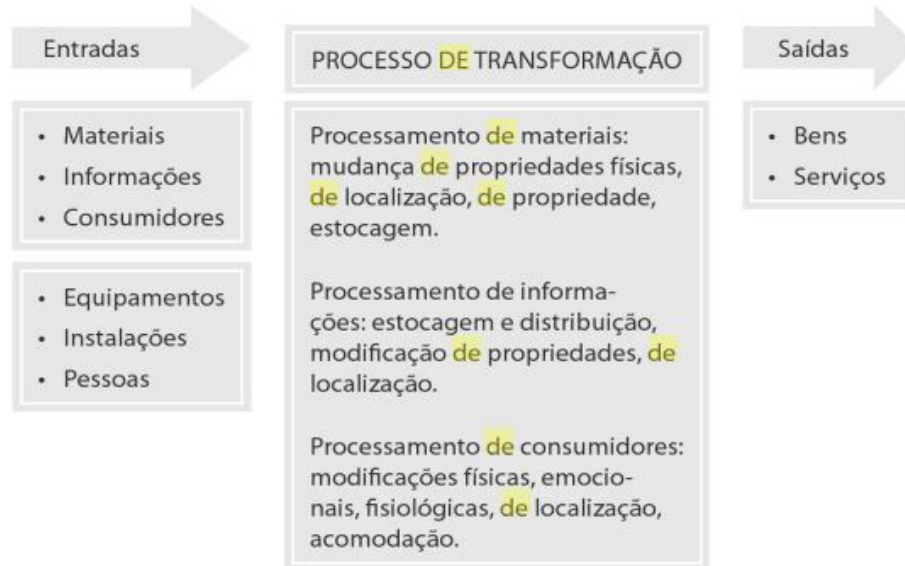 Entradas
• Materiais
• Informações
• Consumidores
• Equipamentos
• Instalações
• Pessoas
PROCESSO DE TRANSFORMAÇÃO
Processamento de materiais:
mudança de propriedades físicas,
de localização, de propriedade,
estocagem.
Processamento de informa-
ções: estocagem e distribuição,
modificação de propriedades, de
localização.
Processamento de consumidores:
modificações físicas, emocio-
nais, fisiológicas, de localização,
acomodação.
Saídas
• Bens
• Serviços